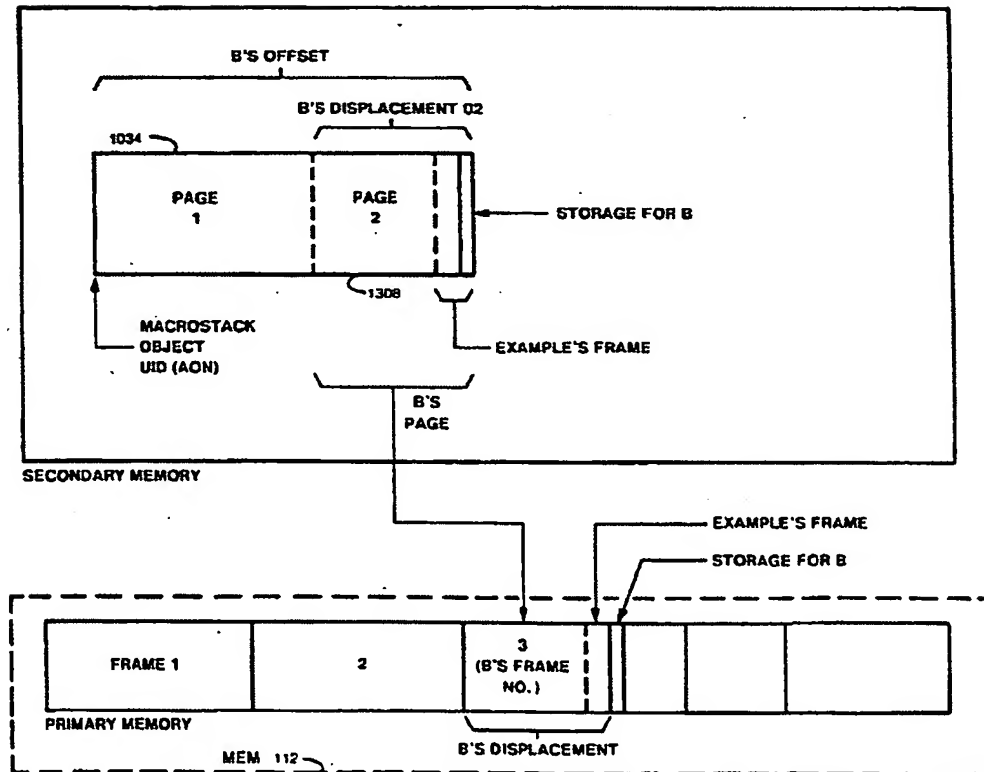 B'S OFFSET
B'S DISPLACEMENT 02
1034
PAGE
1
PAGE
2
STORAGE FOR B
1308
MACROSTACK
OBJECT
UID (AON)
EXAMPLE'S FRAME
B'S
PAGE
SECONDARY MEMORY
EXAMPLE'S FRAME
STORAGE FOR B
FRAME 1
2
3
(B'S FRAME
NO.)
PRIMARY MEMORY
B'S DISPLACEMENT
MEM 112